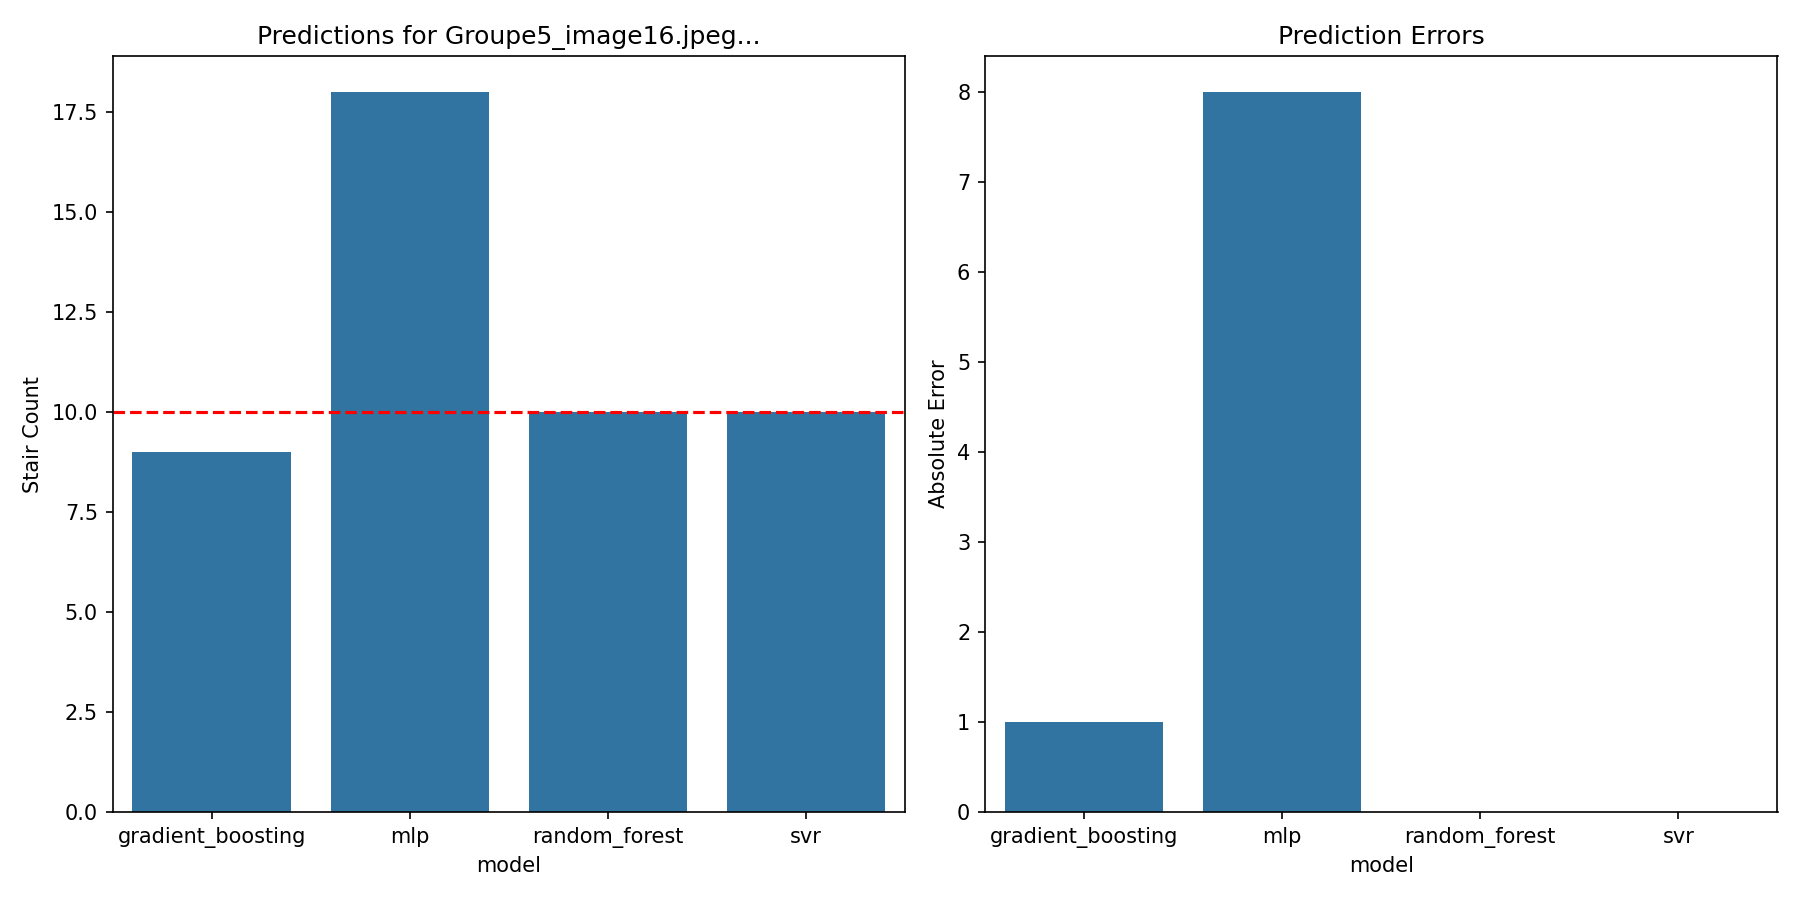 Predictions for Groupe5_image16.jpeg...
Stair Count
17.5
15.0
12.5
10.0
7.5
5.0
2.5
0.0
gradient_boosting mlp random_forest svr
model
Prediction Errors
Absolute Error
8
7
6
5
4
3
2
1
0
gradient_boosting mlp random_forest svr
model